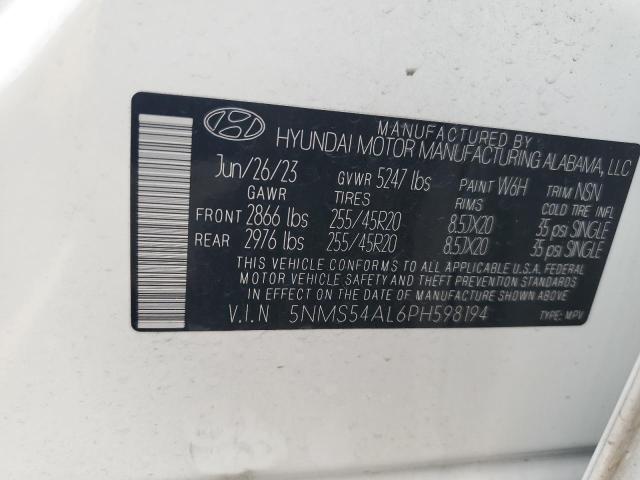 MANUFACTURED BY
HYUNDAI MOTOR MANUFACTURING ALABAMA, LLC
Jun/26/23 GVWR 5247 lbs PAINT W6H TRIM NSN
GAWR TIRES RIMS COLD TIRE INFL
FRONT 2866 lbs 255/45R20 8.5JX20 35 psi SINGLE
REAR 2976 lbs 255/45R20 8.5JX20 35 psi SINGLE
THIS VEHICLE CONFORMS TO ALL APPLICABLE U.S.A. FEDERAL
MOTOR VEHICLE SAFETY AND THEFT PREVENTION STANDARDS
IN EFFECT ON THE DATE OF MANUFACTURE SHOWN ABOVE.
V.I.N 5NMS54AL6PH598194 TYPE: MPV